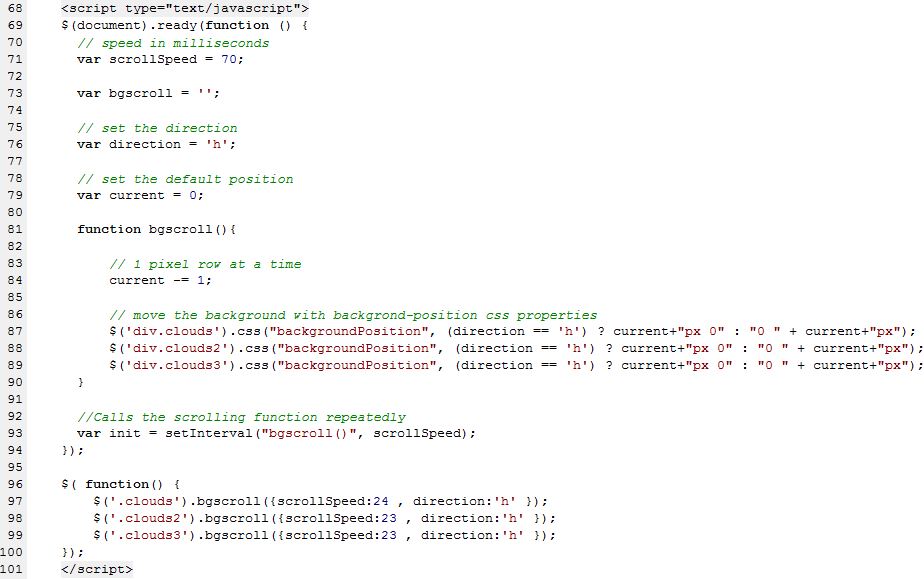 68 <script type="text/javascript">
69 $(document).ready(function () {
70 // speed in milliseconds
71 var scrollSpeed = 70;
72
73 var bgscroll = '';
74
75 // set the direction
76 var direction = 'h';
77
78 // set the default position
79 var current = 0;
80
81 function bgscroll(){
82
83 // 1 pixel row at a time
84 current -= 1;
85
86 // move the background with backgrond-position css properties
87 $('div.clouds').css("backgroundPosition", (direction == 'h') ? current+"px 0" : "0 " + current+"px");
88 $('div.clouds2').css("backgroundPosition", (direction == 'h') ? current+"px 0" : "0 " + current+"px");
89 $('div.clouds3').css("backgroundPosition", (direction == 'h') ? current+"px 0" : "0 " + current+"px");
90 }
91
92 //Calls the scrolling function repeatedly
93 var init = setInterval("bgscroll()", scrollSpeed);
94 });
95
96 $( function() {
97 $('.clouds').bgscroll({scrollSpeed:24 , direction:'h' });
98 $('.clouds2').bgscroll({scrollSpeed:23 , direction:'h' });
99 $('.clouds3').bgscroll({scrollSpeed:23 , direction:'h' });
100 });
101 </script>